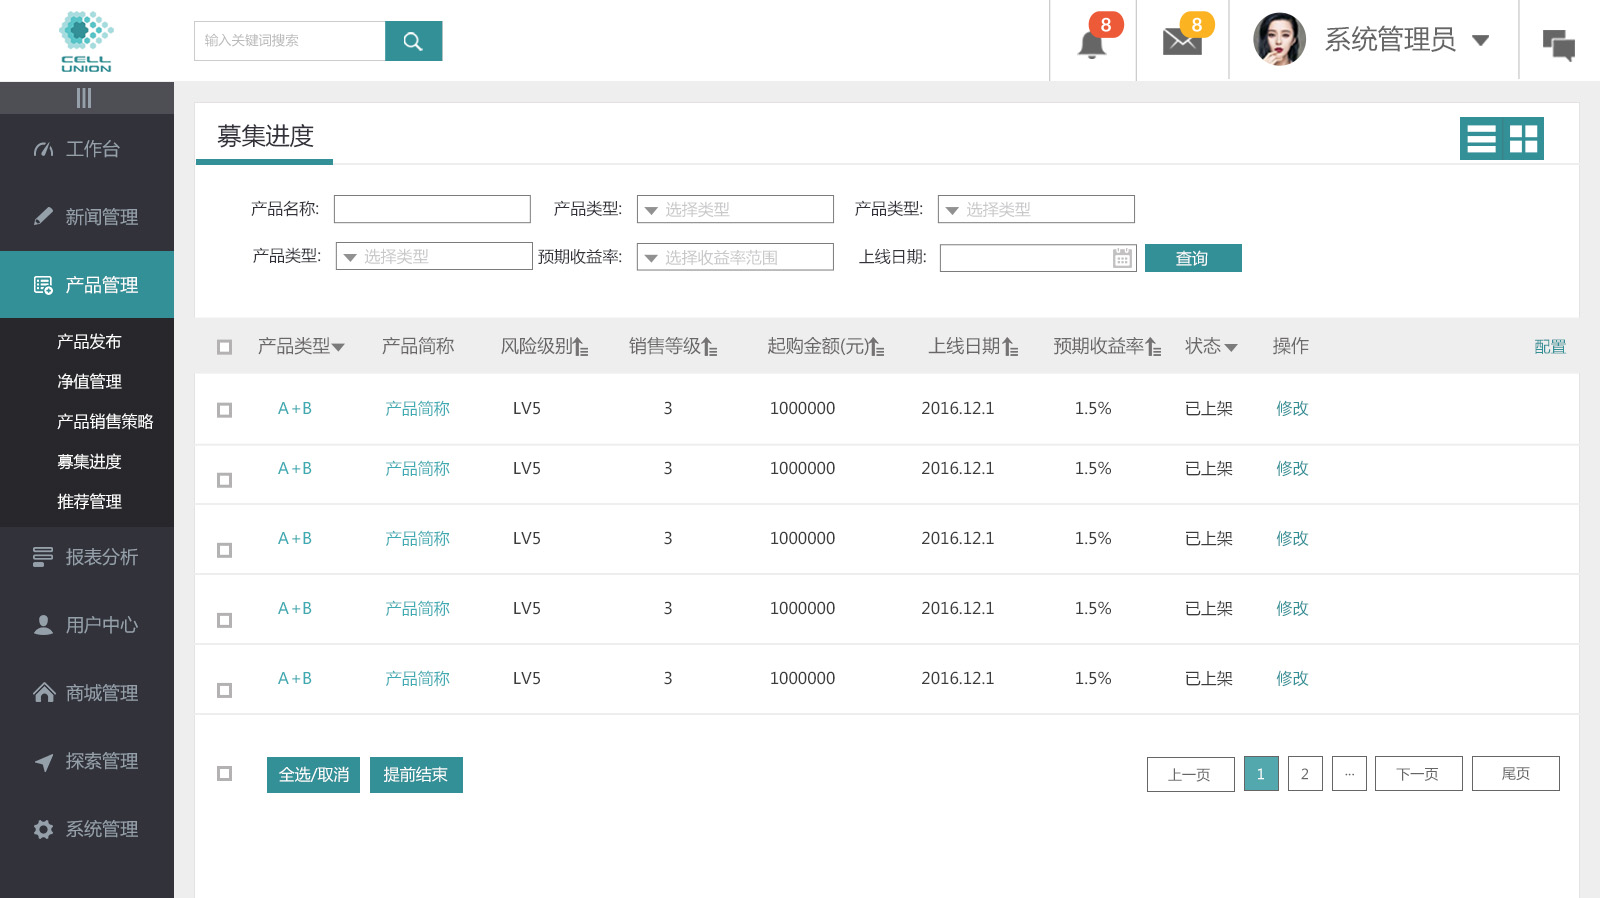 CELL
UNION
输入关键词搜索
8
8
系统管理员
工作台
新闻管理
产品管理
产品发布
净值管理
产品销售策略
募集进度
推荐管理
报表分析
用户中心
商城管理
探索管理
系统管理
募集进度
产品名称:
产品类型: 选择类型
产品类型: 选择类型
产品类型: 选择类型
预期收益率: 选择收益率范围
上线日期:
查询
产品类型 产品简称 风险级别 销售等级 起购金额(元) 上线日期 预期收益率 状态 操作 配置
A+B 产品简称 LV5 3 1000000 2016.12.1 1.5% 已上架 修改
A+B 产品简称 LV5 3 1000000 2016.12.1 1.5% 已上架 修改
A+B 产品简称 LV5 3 1000000 2016.12.1 1.5% 已上架 修改
A+B 产品简称 LV5 3 1000000 2016.12.1 1.5% 已上架 修改
A+B 产品简称 LV5 3 1000000 2016.12.1 1.5% 已上架 修改
全选/取消 提前结束
上一页 1 2 ... 下一页 尾页